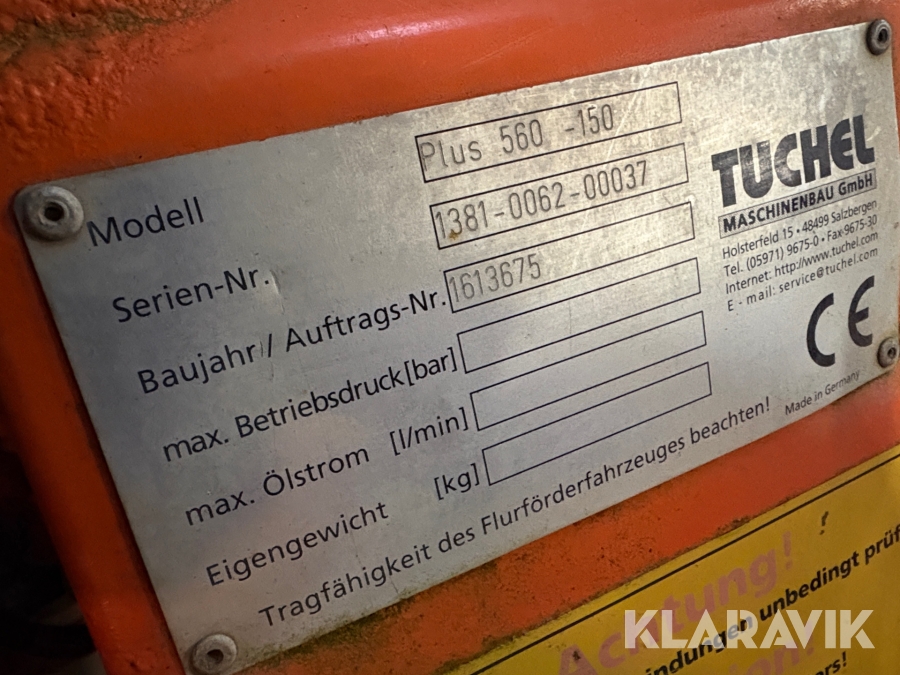 Modell Plus 560 -150
Serien-Nr. 1381-0062-00037
Baujahr / Auftrags-Nr. 1613675
max. Betriebsdruck [bar]
max. Ölstrom [l/min]
Eigengewicht [kg]
Tragfähigkeit des Flurförderfahrzeuges beachten!
TUCHEL
MASCHINENBAU GmbH
Holsterfeld 15 • 48499 Salzbergen
Tel. (05971) 9675-0 • Fax-9675-30
Internet: http://www.tuchel.com
E - mail: service@tuchel.com
CE
Made in Germany
Achtung!
indungen unbedingt prüf
KLARAVIK